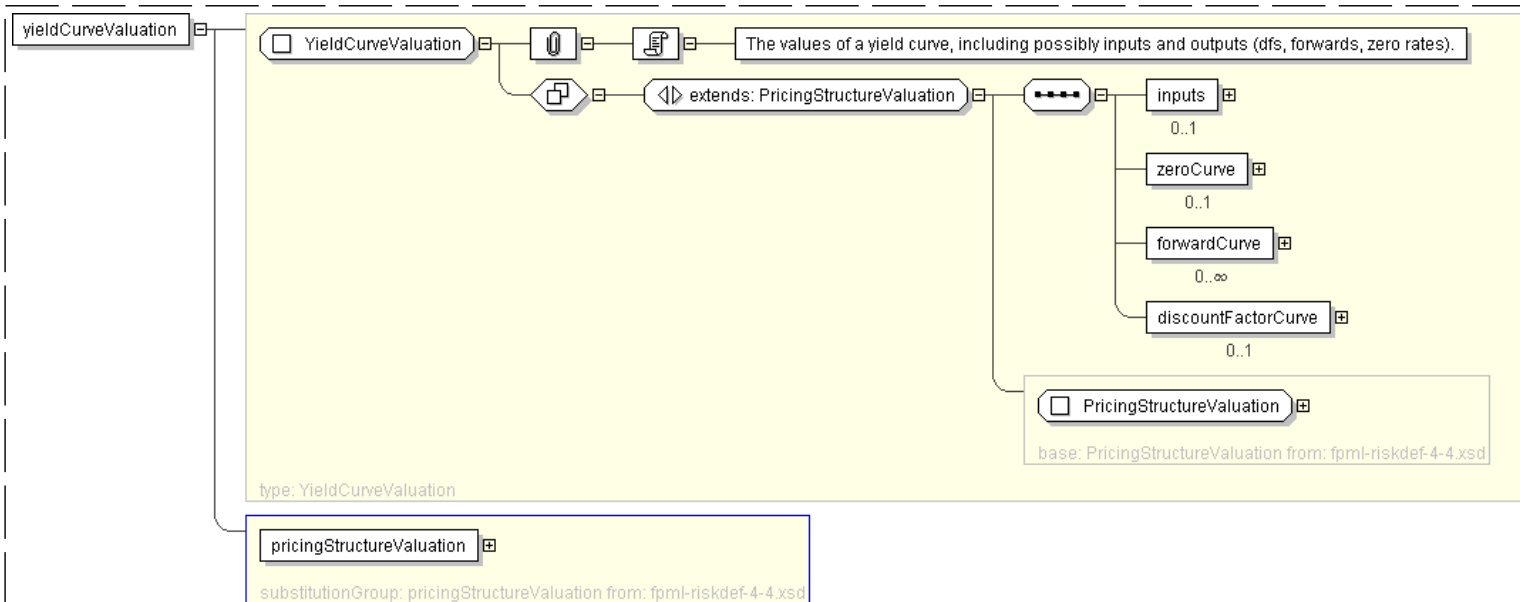 yieldCurveValuation
YieldCurveValuation
The values of a yield curve, including possibly inputs and outputs (dfs, forwards, zero rates).
extends: PricingStructureValuation
inputs
0..1
zeroCurve
0..1
forwardCurve
0..∞
discountFactorCurve
0..1
PricingStructureValuation
base: PricingStructureValuation from: fpml-riskdef-4-4.xsd
type: YieldCurveValuation
pricingStructureValuation
substitutionGroup: pricingStructureValuation from: fpml-riskdef-4-4.xsd